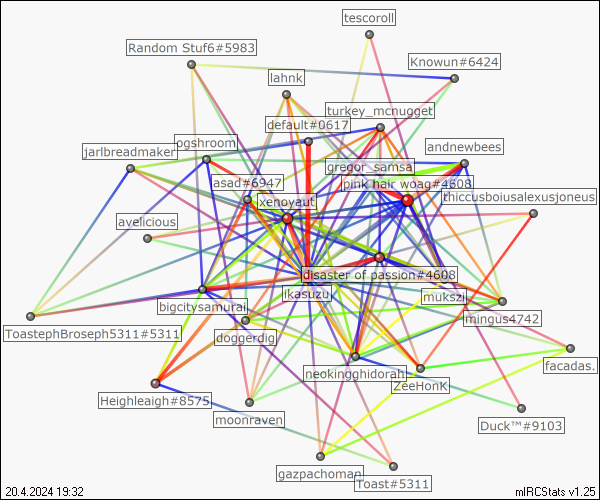 tescoroll
Random Stuf6#5983
Knowun#6424
lahnk
turkey_mcnugget
default#0617
ogshroom
andnewbees
jarlbreadmaker
gregor_samsa
asad#6947
pink hair woag#4608
thiccusboiusalexusjoneus
xenoyaut
avelicious
disaster of passion#4608
ikasuzu
mukszi
bigcitysamurai
mingus4742
ToastephBroseph5311#5311
doggerdig
facadas.
neokingghidorah
ZeeHonK
Heighleaigh#8575
moonraven
Duck™#9103
gazpachoman
Toast#5311
20.4.2024 19:32
mIRCStats v1.25